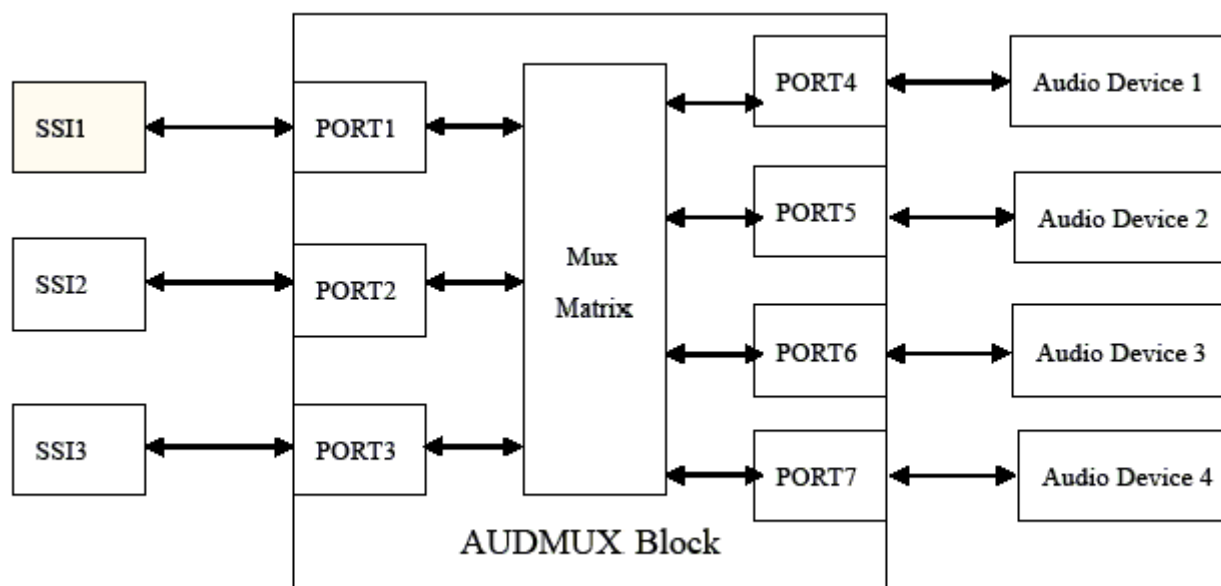 SSI1
SSI2
SSI3
PORT1
PORT2
PORT3
Mux
Matrix
PORT4
PORT5
PORT6
PORT7
Audio Device 1
Audio Device 2
Audio Device 3
Audio Device 4
AUDMUX Block